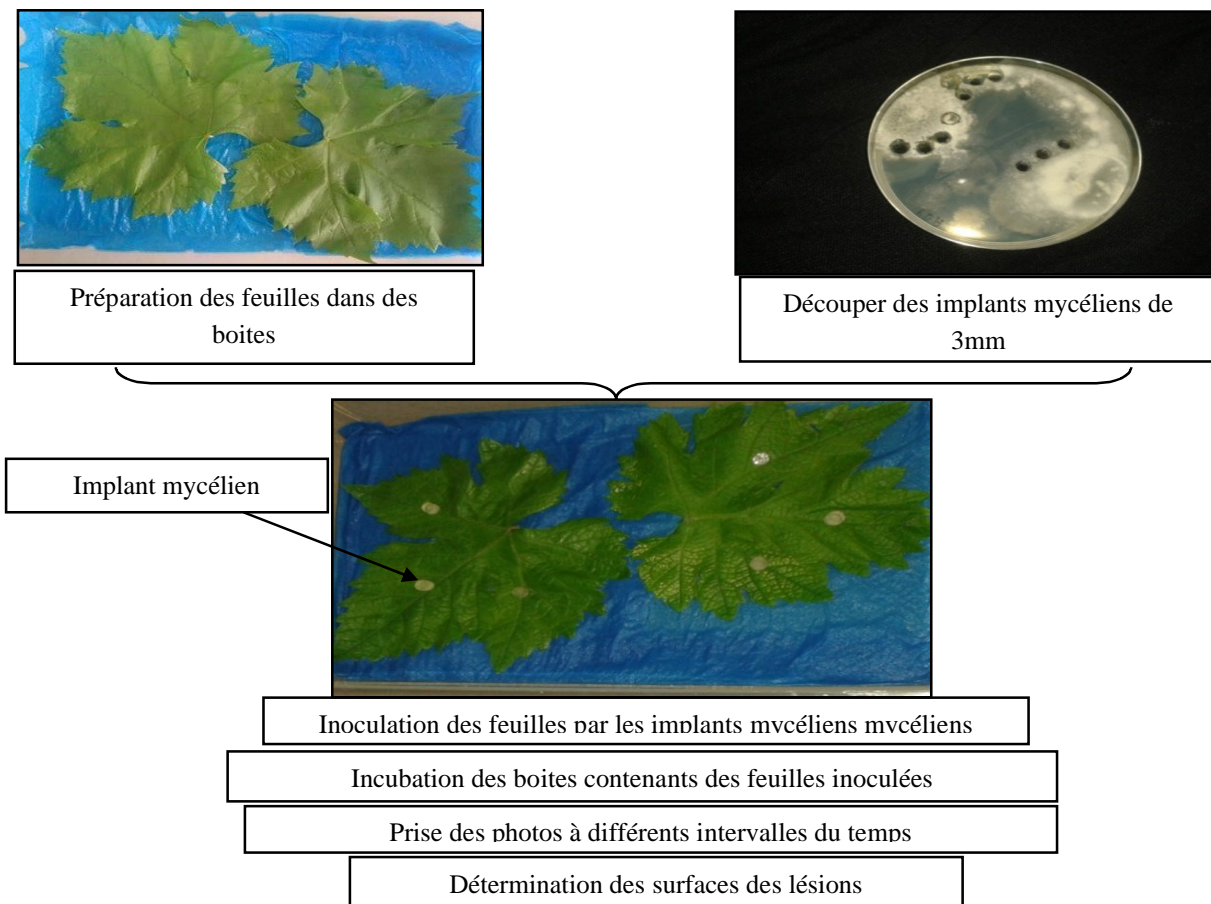 Préparation des feuilles dans des
boites
Découper des implants mycéliens de
3mm
Implant mycélien
Inoculation des feuilles par les implants mycéliens mycéliens
Incubation des boites contenants des feuilles inoculées
Prise des photos à différents intervalles du temps
Détermination des surfaces des lésions